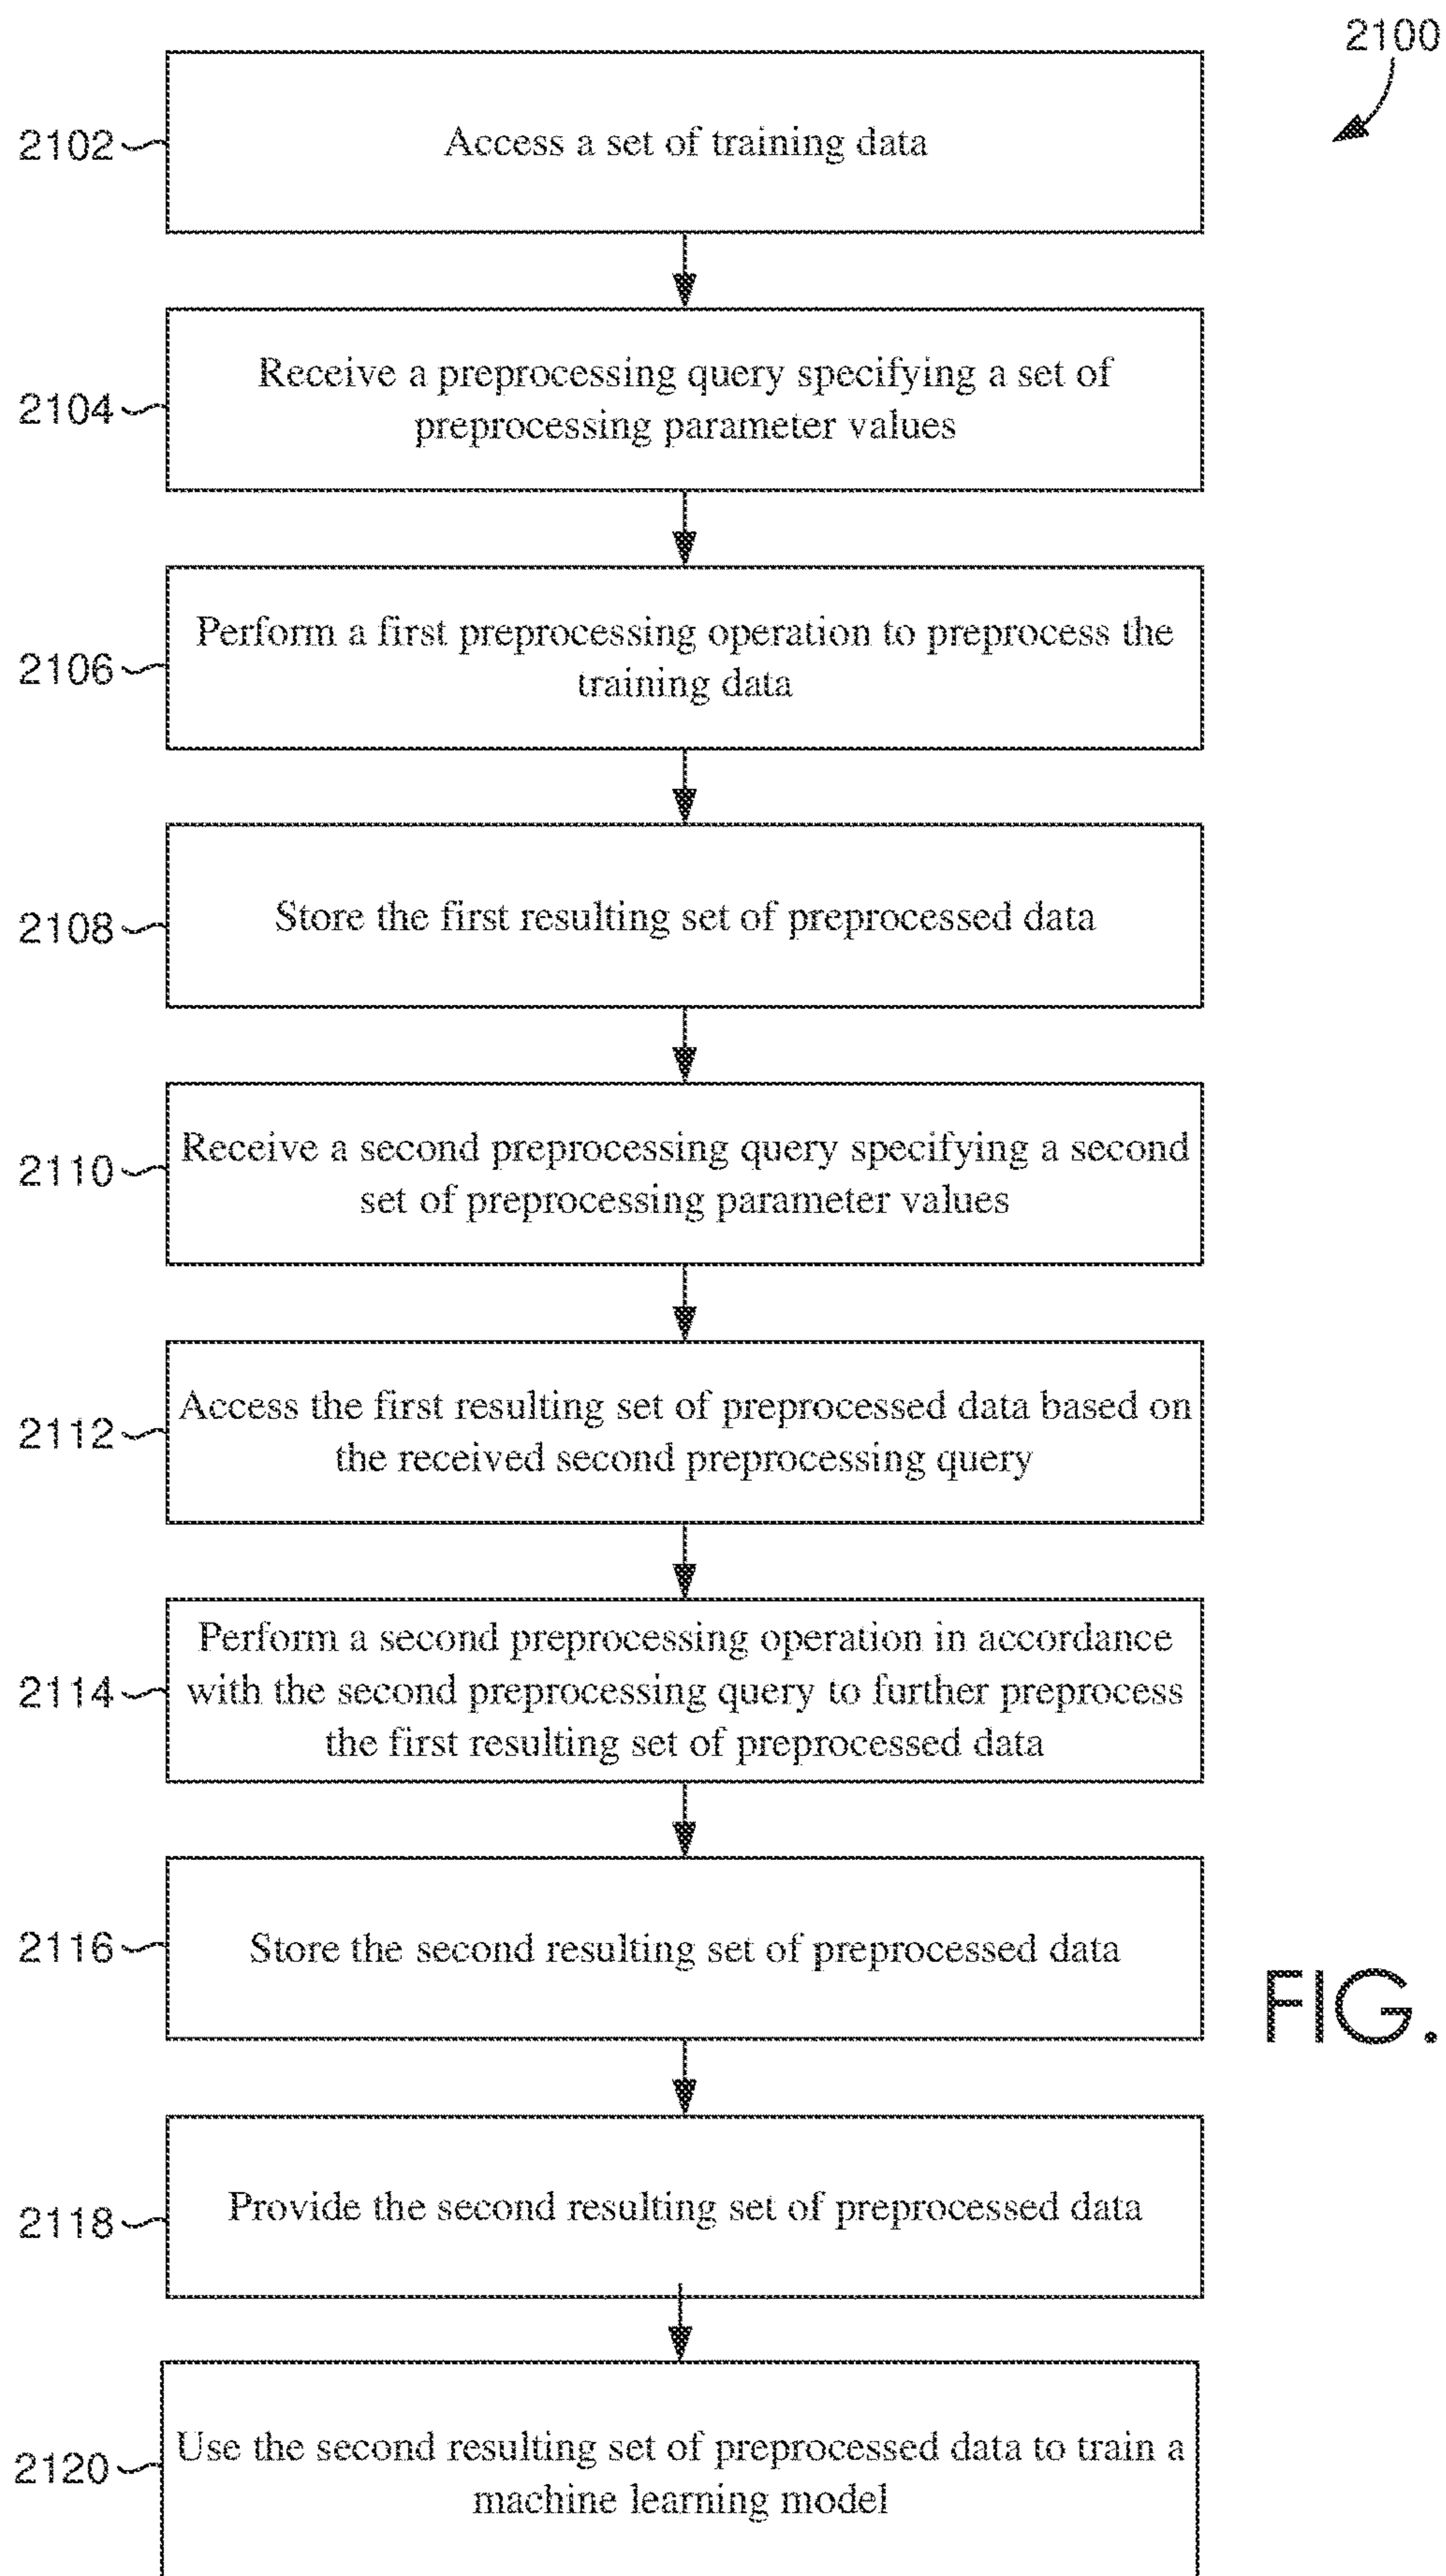 2100
2102
Access a set of training data
2104
Receive a preprocessing query specifying a set of
preprocessing parameter values
2106
Perform a first preprocessing operation to preprocess the
training data
2108
Store the first resulting set of preprocessed data
2110
Receive a second preprocessing query specifying a second
set of preprocessing parameter values
2112
Access the first resulting set of preprocessed data based on
the received second preprocessing query
2114
Perform a second preprocessing operation in accordance
with the second preprocessing query to further preprocess
the first resulting set of preprocessed data
2116
Store the second resulting set of preprocessed data
FIG.
2118
Provide the second resulting set of preprocessed data
2120
Use the second resulting set of preprocessed data to train a
machine learning model